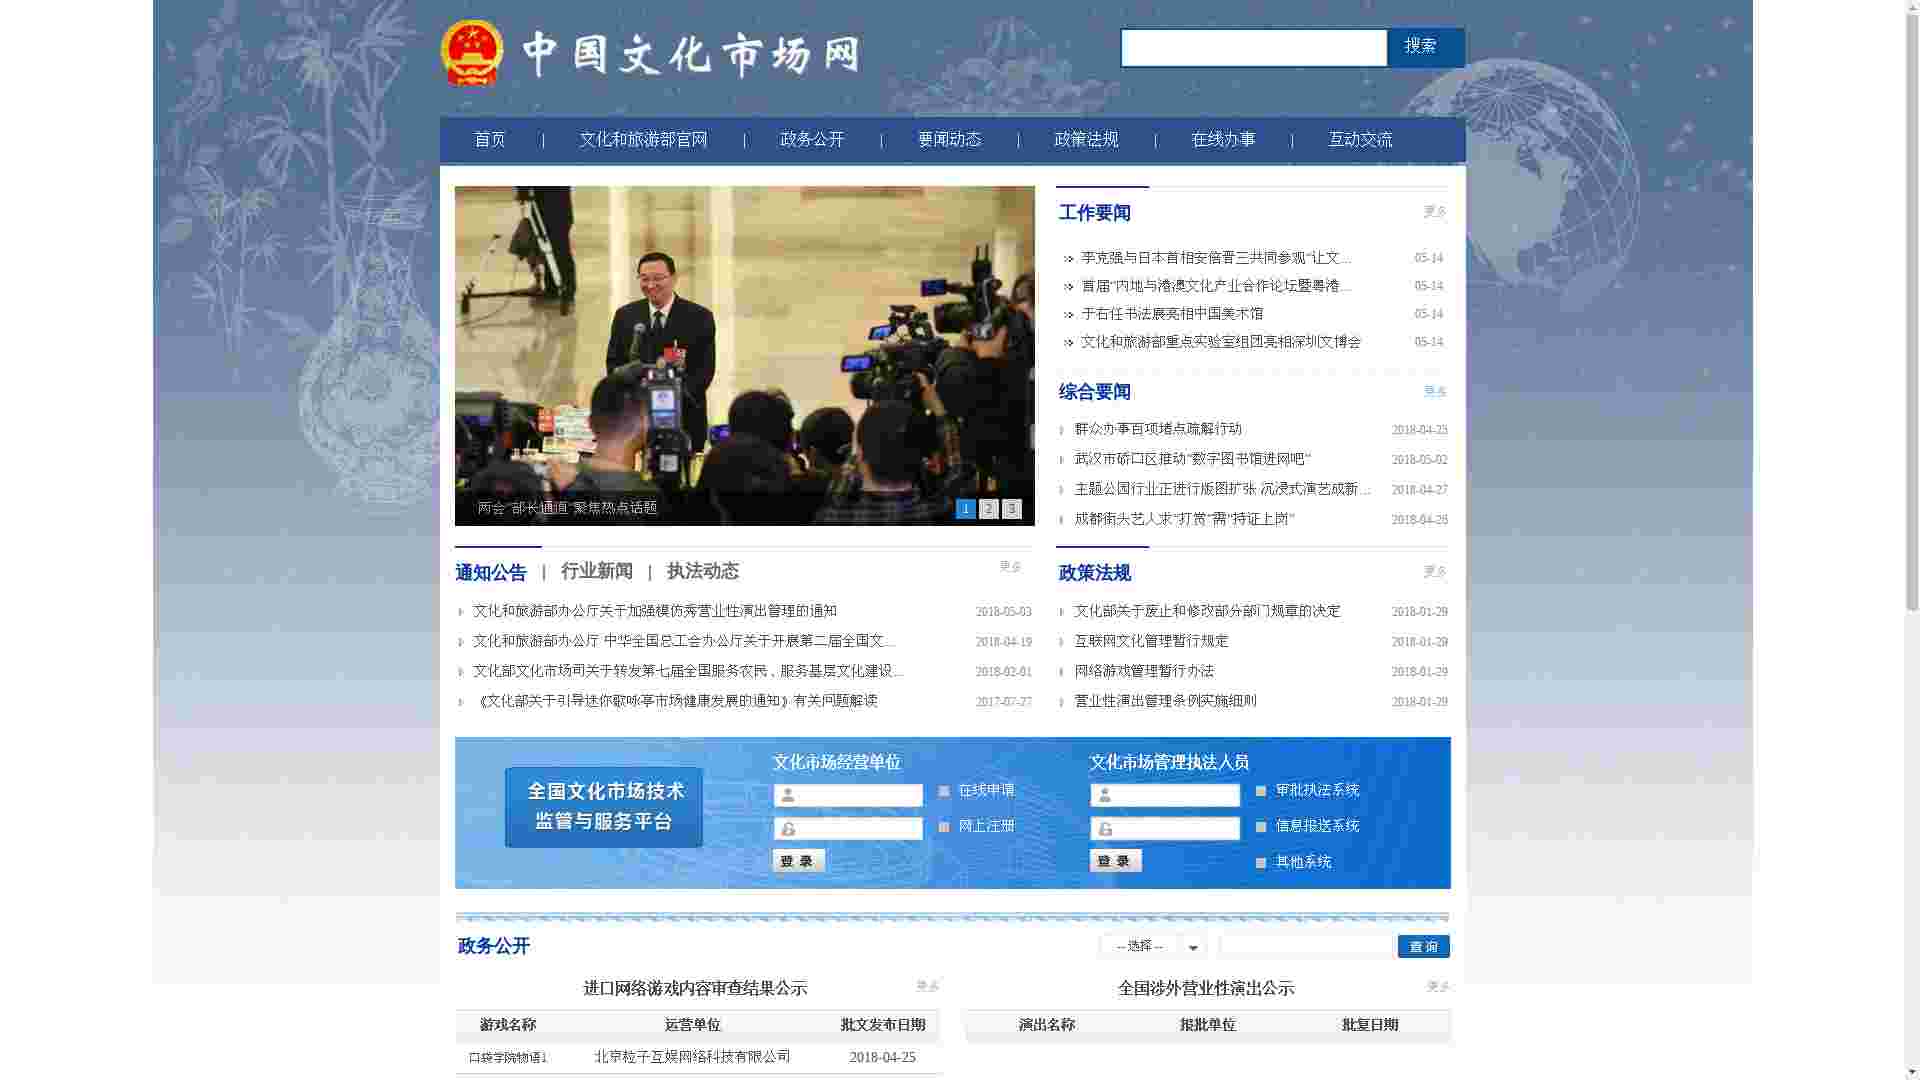 中国文化市场网
搜索
首页 | 文化和旅游部官网 | 政务公开 | 要闻动态 | 政策法规 | 在线办事 | 互动交流
两会"部长通道"聚焦热点话题
1 2 3
工作要闻 更多
李克强与日本首相安倍晋三共同参观"让文... 05-14
首届"内地与港澳文化产业合作论坛暨粤港... 05-14
于右任书法展亮相中国美术馆 05-14
文化和旅游部重点实验室组团亮相深圳文博会 05-14
综合要闻 更多
群众办事百项堵点疏解行动 2018-04-23
武汉市硚口区推动"数字图书馆进网吧" 2018-05-02
主题公园行业正进行版图扩张 沉浸式演艺成新... 2018-04-27
成都街头艺人求"打赏"需"持证上岗" 2018-04-26
通知公告 | 行业新闻 | 执法动态 更多
文化和旅游部办公厅关于加强模仿秀营业性演出管理的通知 2018-05-03
文化和旅游部办公厅 中华全国总工会办公厅关于开展第二届全国文... 2018-04-19
文化部文化市场司关于转发第七届全国服务农民、服务基层文化建设... 2018-02-01
《文化部关于引导迷你歌咏亭市场健康发展的通知》有关问题解读 2017-07-27
政策法规 更多
文化部关于废止和修改部分部门规章的决定 2018-01-29
互联网文化管理暂行规定 2018-01-29
网络游戏管理暂行办法 2018-01-29
营业性演出管理条例实施细则 2018-01-29
全国文化市场技术
监管与服务平台
文化市场经营单位
在线申请
网上注册
登录
文化市场管理执法人员
审批执法系统
信息报送系统
其他系统
登录
政务公开
--选择--
查询
进口网络游戏内容审查结果公示 更多
游戏名称 运营单位 批文发布日期
口袋学院物语1 北京粒子互娱网络科技有限公司 2018-04-25
全国涉外营业性演出公示 更多
演出名称 报批单位 批复日期